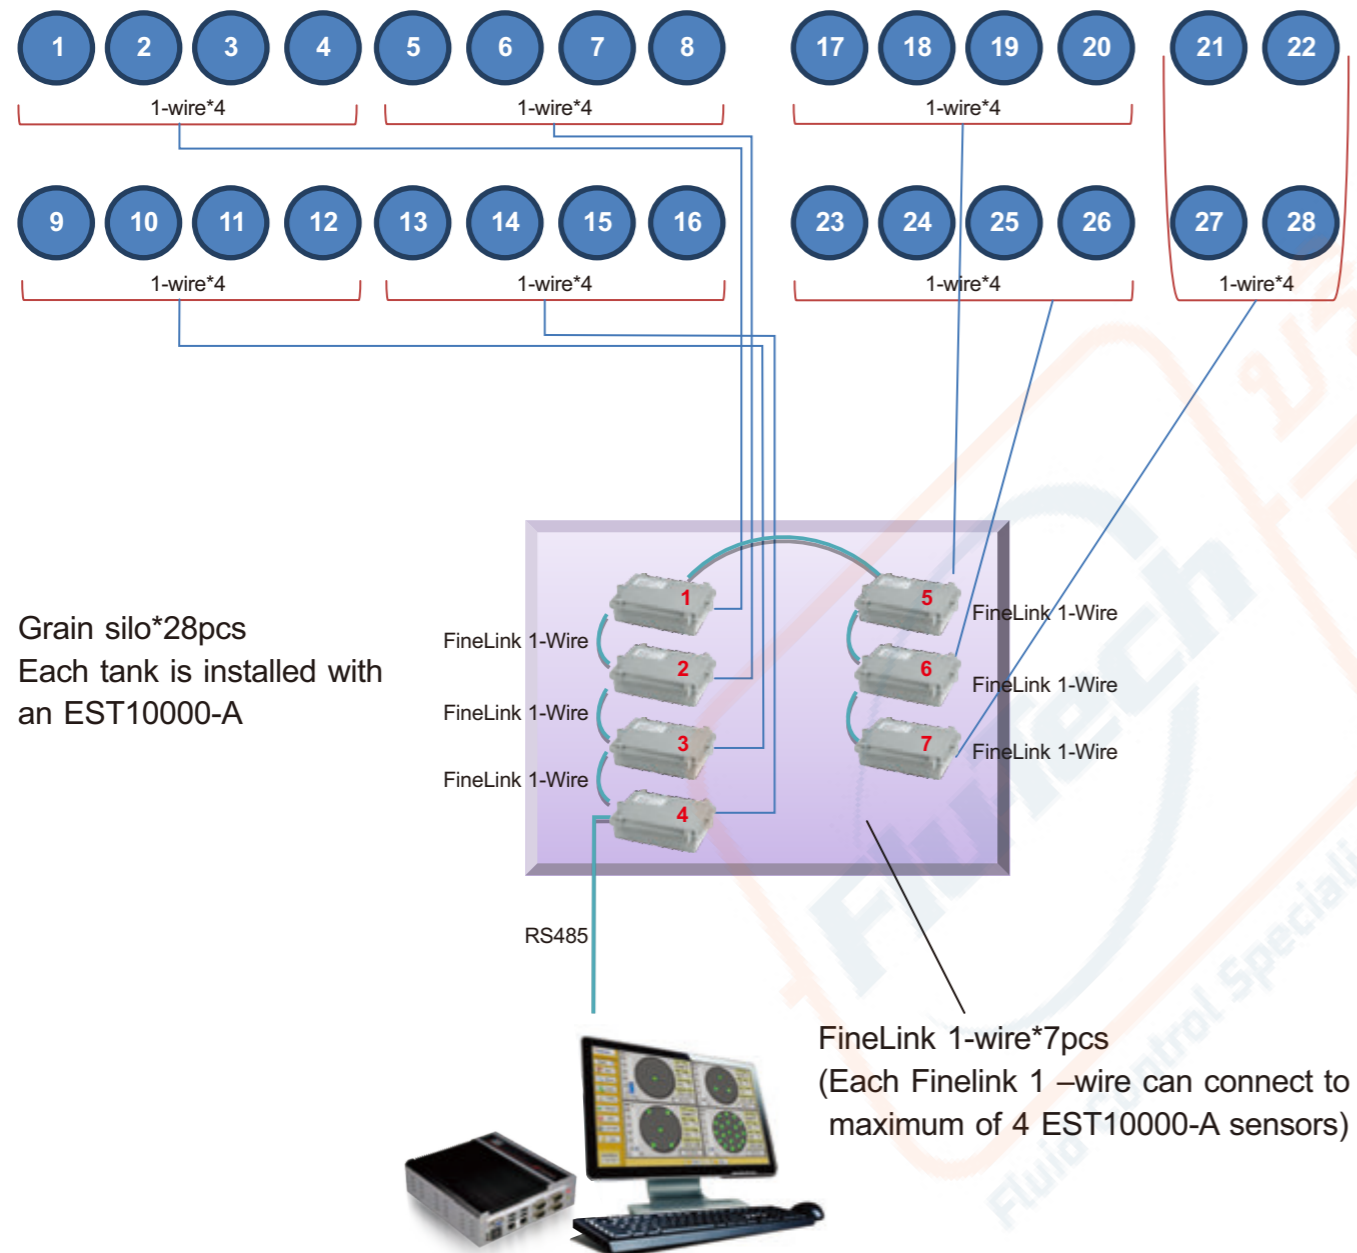 1 2 3 4 5 6 7 8 17 18 19 20 21 22
1-wire*4 1-wire*4 1-wire*4
9 10 11 12 13 14 15 16 23 24 25 26 27 28
1-wire*4 1-wire*4 1-wire*4 1-wire*4
1 5
FineLink 1-Wire FineLink 1-Wire
2 6
FineLink 1-Wire FineLink 1-Wire
3 7
FineLink 1-Wire FineLink 1-Wire
4
Grain silo*28pcs
Each tank is installed with
an EST10000-A
RS485
FineLink 1-wire*7pcs
(Each Finelink 1 –wire can connect to
maximum of 4 EST10000-A sensors)
FluTech
Fluid Control Speciali